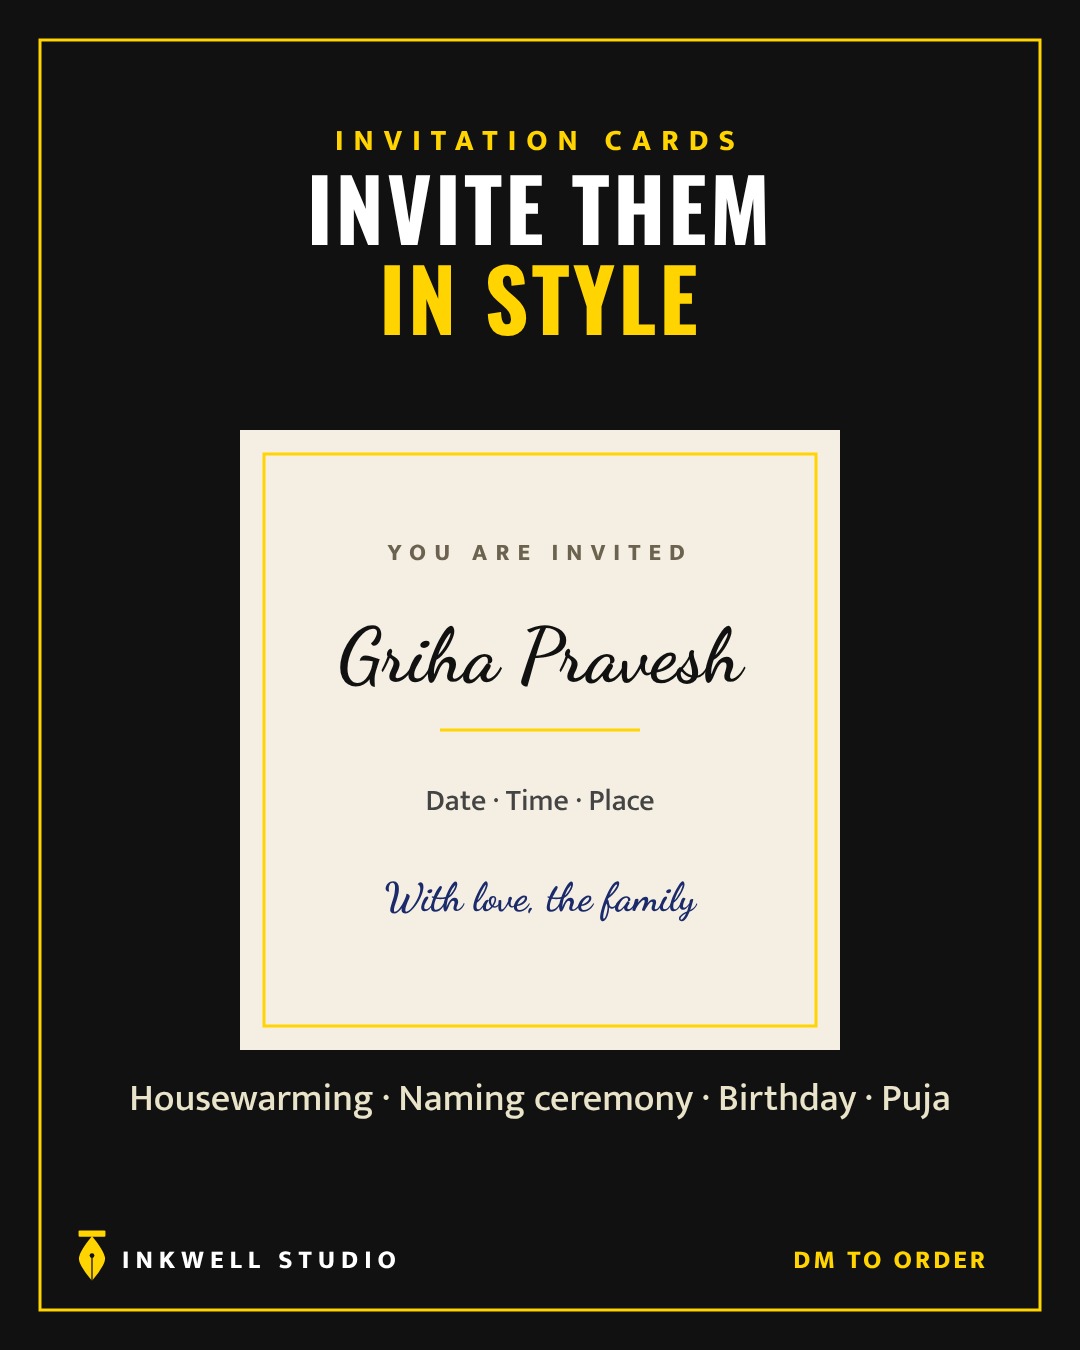 INVITATION CARDS
INVITE THEM
IN STYLE
YOU ARE INVITED
Griha Pravesh
Date · Time · Place
With love, the family
Housewarming · Naming ceremony · Birthday · Puja
INKWELL STUDIO
DM TO ORDER